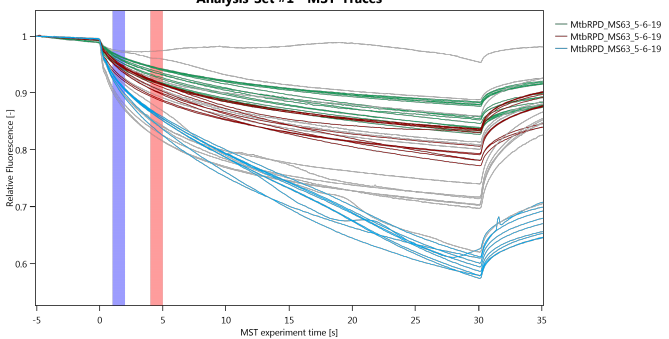 Analysis Set #1 - MST Traces
MtbRPD_MS63_5-6-19
MtbRPD_MS63_5-6-19
MtbRPD_MS63_5-6-19
Relative Fluorescence [-]
1
0.9
0.8
0.7
0.6
-5
0
5
10
15
20
25
30
35
MST experiment time [s]